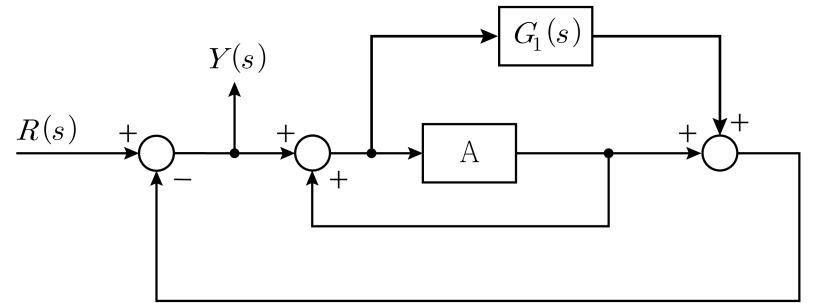 G₁(s)
Y(s)
R(s)
+
+
+
+
A
−
+